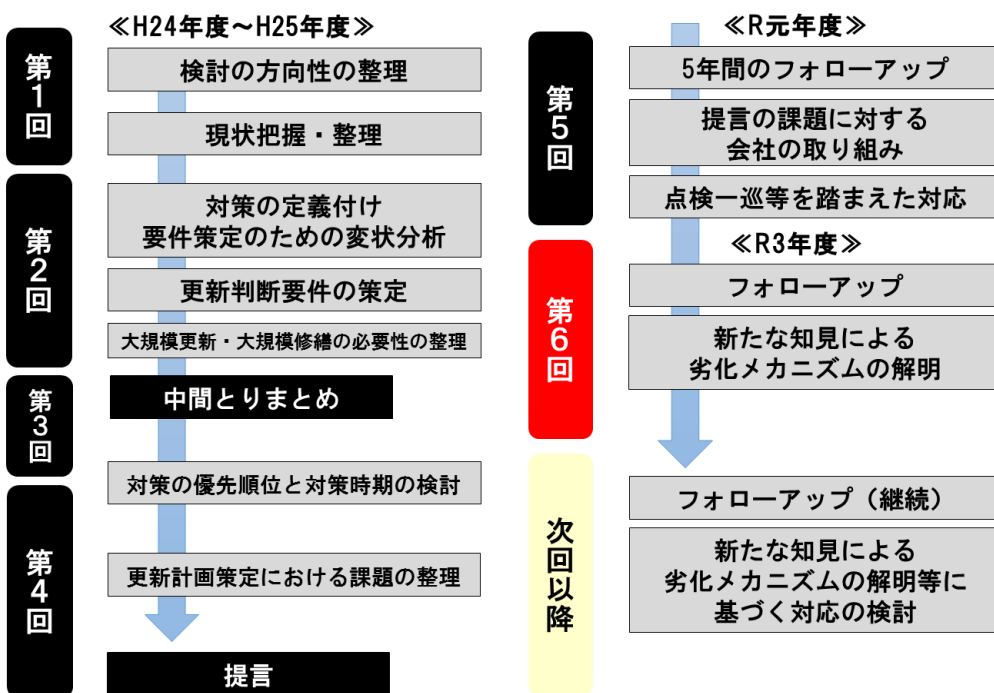 ≪H24年度～H25年度≫
第1回
検討の方向性の整理
現状把握・整理
第2回
対策の定義付け
要件策定のための変状分析
更新判断要件の策定
大規模更新・大規模修繕の必要性の整理
第3回
中間とりまとめ
第4回
対策の優先順位と対策時期の検討
更新計画策定における課題の整理
提言
≪R元年度≫
第5回
5年間のフォローアップ
提言の課題に対する
会社の取り組み
点検一巡等を踏まえた対応
≪R3年度≫
第6回
フォローアップ
新たな知見による
劣化メカニズムの解明
次回以降
フォローアップ（継続）
新たな知見による
劣化メカニズムの解明等に
基づく対応の検討